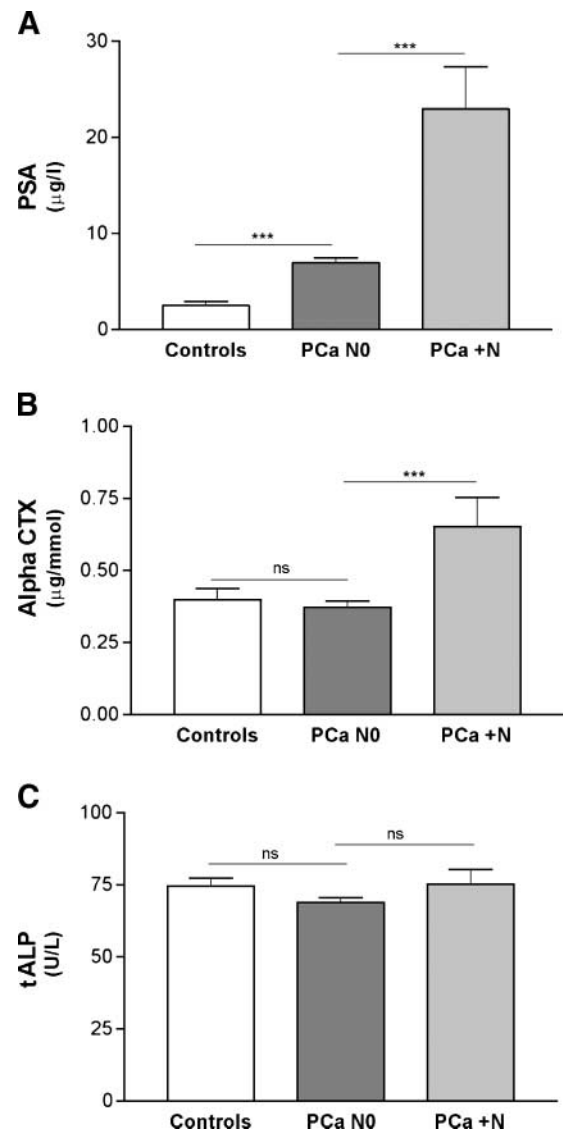 A
PSA
(μg/l)
30
20
10
0
***
***
Controls
PCa N0
PCa +N
B
Alpha CTX
(μg/mmol)
1.00
0.75
0.50
0.25
0.00
ns
***
Controls
PCa N0
PCa +N
C
tALP
(U/L)
100
75
50
25
0
ns
ns
Controls
PCa N0
PCa +N